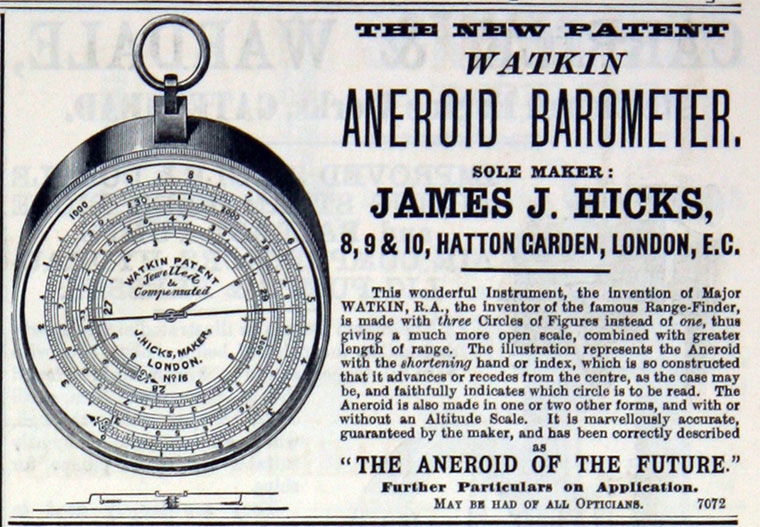 THE NEW PATENT
WATKIN
ANEROID BAROMETER.
SOLE MAKER:
JAMES J. HICKS,
8, 9 & 10, HATTON GARDEN, LONDON, E.C.
This wonderful Instrument, the invention of Major
WATKIN, R.A., the inventor of the famous Range-Finder,
is made with three Circles of Figures instead of one, thus
giving a much more open scale, combined with greater
length of range. The illustration represents the Aneroid
with the shortening hand or index, which is so constructed
that it advances or recedes from the centre, as the case may
be, and faithfully indicates which circle is to be read. The
Aneroid is also made in one or two other forms, and with or
without an Altitude Scale. It is marvellously accurate,
guaranteed by the maker, and has been correctly described
as
"THE ANEROID OF THE FUTURE."
Further Particulars on Application.
MAY BE HAD OF ALL OPTICIANS. 7072
WATKIN PATENT
Jewelled
&
Compensated
J.HICKS, MAKER
LONDON.
No 16
1000
2000
27
28
29